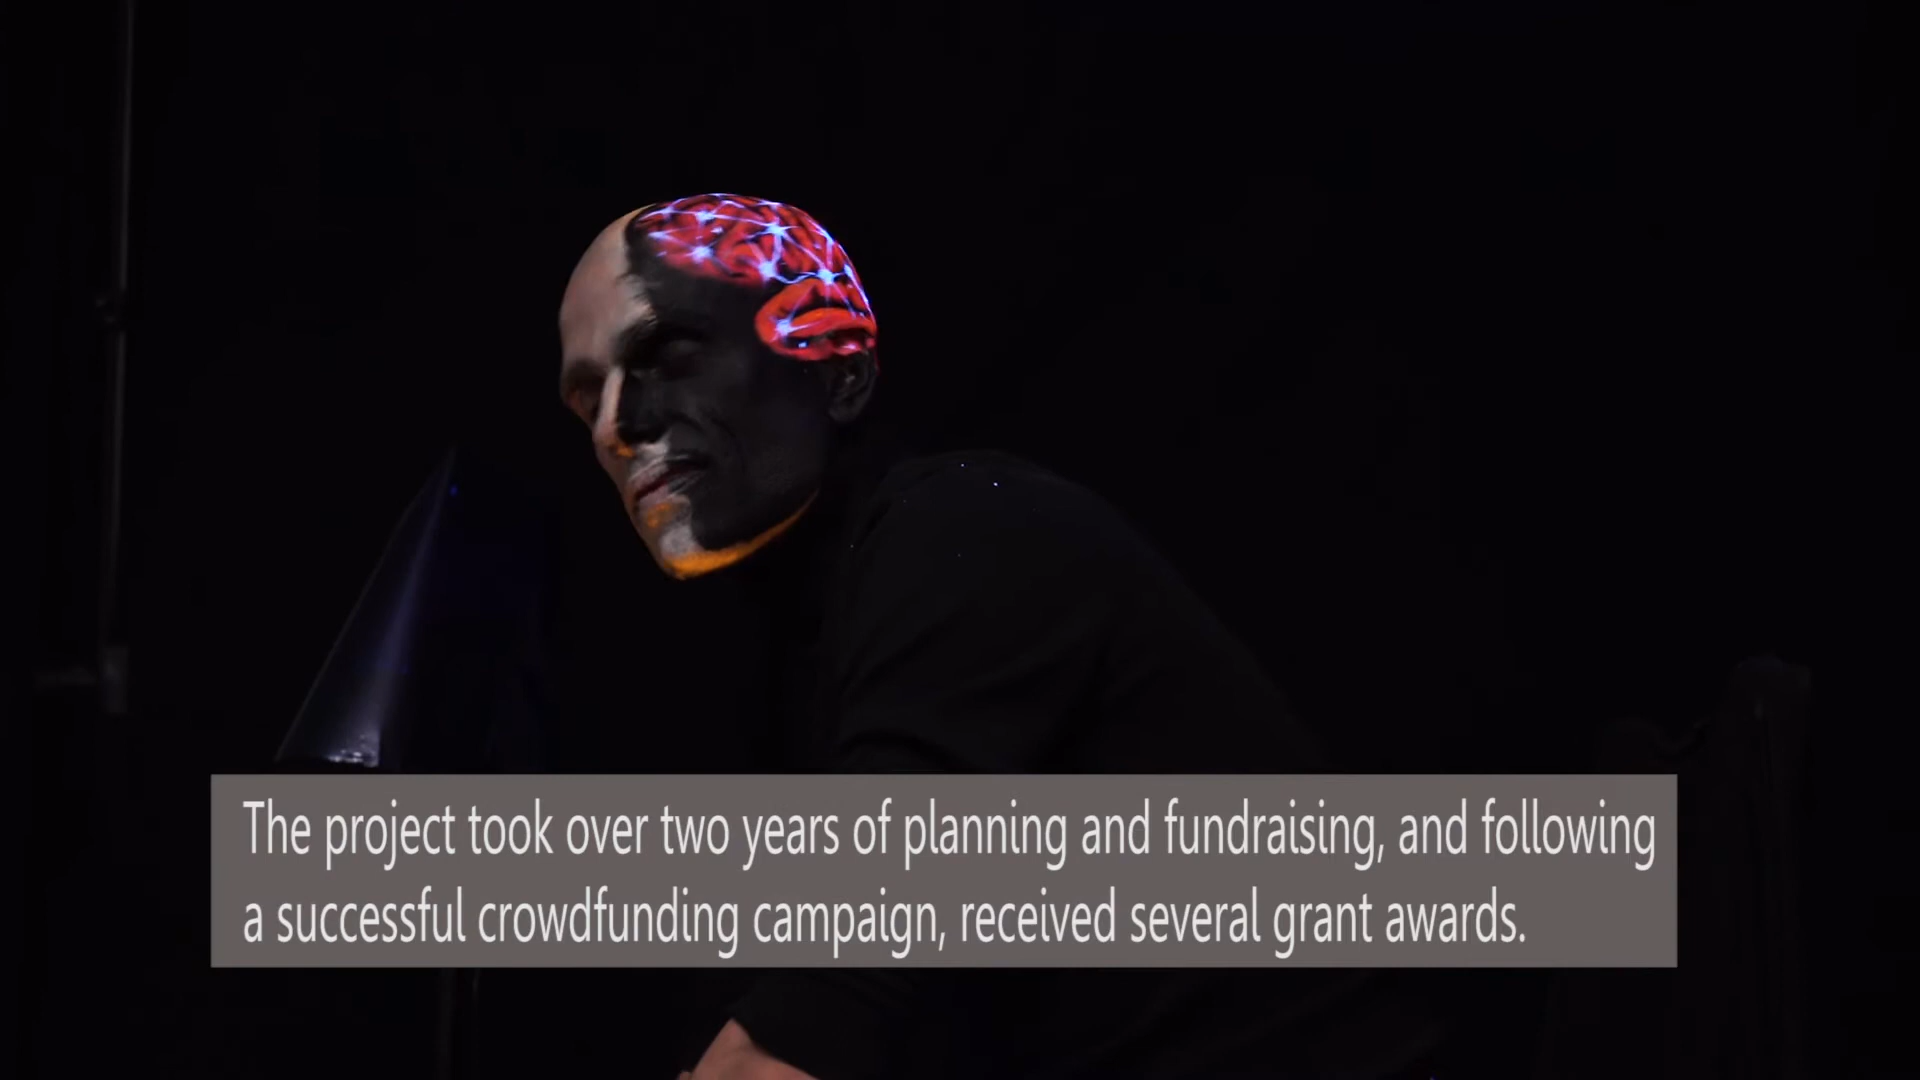 The project took over two years of planning and fundraising, and following
a successful crowdfunding campaign, received several grant awards.